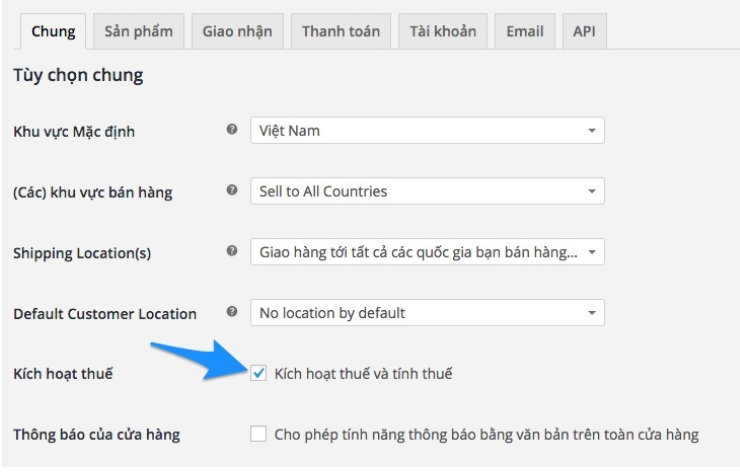 Chung Sản phẩm Giao nhận Thanh toán Tài khoản Email API
Tùy chọn chung
Khu vực Mặc định ? Việt Nam
(Các) khu vực bán hàng ? Sell to All Countries
Shipping Location(s) ? Giao hàng tới tất cả các quốc gia bạn bán hàng...
Default Customer Location ? No location by default
Kích hoạt thuế Kích hoạt thuế và tính thuế
Thông báo của cửa hàng Cho phép tính năng thông báo bằng văn bản trên toàn cửa hàng